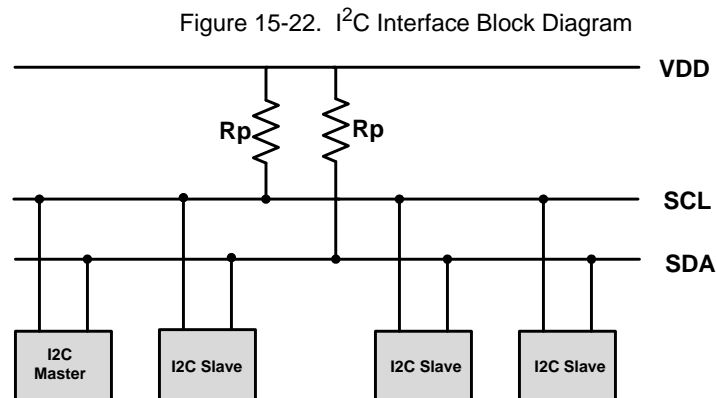 Figure 15-22. I²C Interface Block Diagram
VDD
Rp
Rp
SCL
SDA
I2C
Master
I2C Slave
I2C Slave
I2C Slave